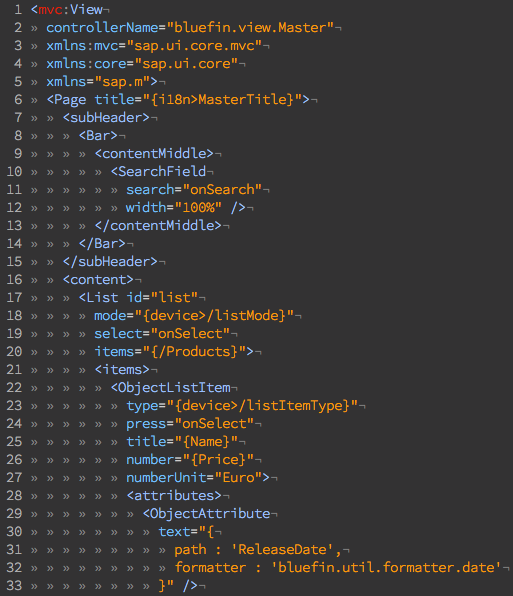 1 <mvc:View¬
2 » controllerName="bluefin.view.Master"¬
3 » xmlns:mvc="sap.ui.core.mvc"¬
4 » xmlns:core="sap.ui.core"¬
5 » xmlns="sap.m">¬
6 » <Page title="{i18n>MasterTitle}">¬
7 » » <subHeader>¬
8 » » » <Bar>¬
9 » » » » <contentMiddle>¬
10 » » » » » <SearchField¬
11 » » » » » » search="onSearch"¬
12 » » » » » » width="100%" />¬
13 » » » » </contentMiddle>¬
14 » » » </Bar>¬
15 » » </subHeader>¬
16 » » <content>¬
17 » » » <List id="list"¬
18 » » » » mode="{device>/listMode}"¬
19 » » » » select="onSelect"¬
20 » » » » items="{/Products}">¬
21 » » » » <items>¬
22 » » » » » <ObjectListItem¬
23 » » » » » » type="{device>/listItemType}"¬
24 » » » » » » press="onSelect"¬
25 » » » » » » title="{Name}"¬
26 » » » » » » number="{Price}"¬
27 » » » » » » numberUnit="Euro">¬
28 » » » » » » <attributes>¬
29 » » » » » » » <ObjectAttribute¬
30 » » » » » » » » text="{¬
31 » » » » » » » » » path : 'ReleaseDate',¬
32 » » » » » » » » » formatter : 'bluefin.util.formatter.date'¬
33 » » » » » » » » }" />¬